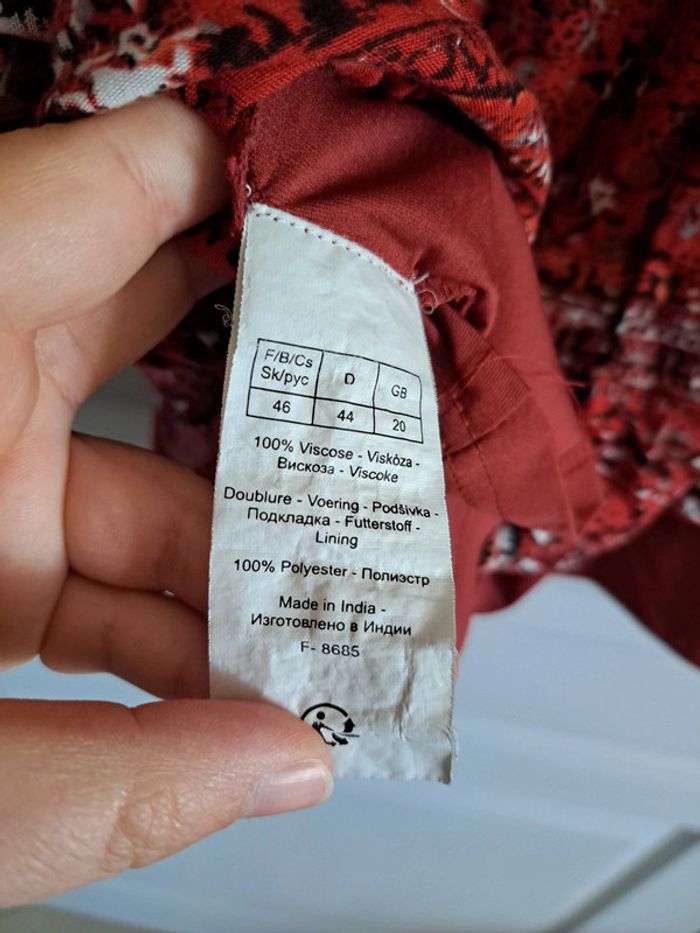 F/B/Cs D GB
Sk/рус
46 44 20
100% Viscose - Viskòza -
Вискоза - Viscoke
Doublure - Voering - Podšivka -
Подкладка - Futterstoff -
Lining
100% Polyester - Полиэстр
Made in India -
Изготовлено в Индии
F- 8685